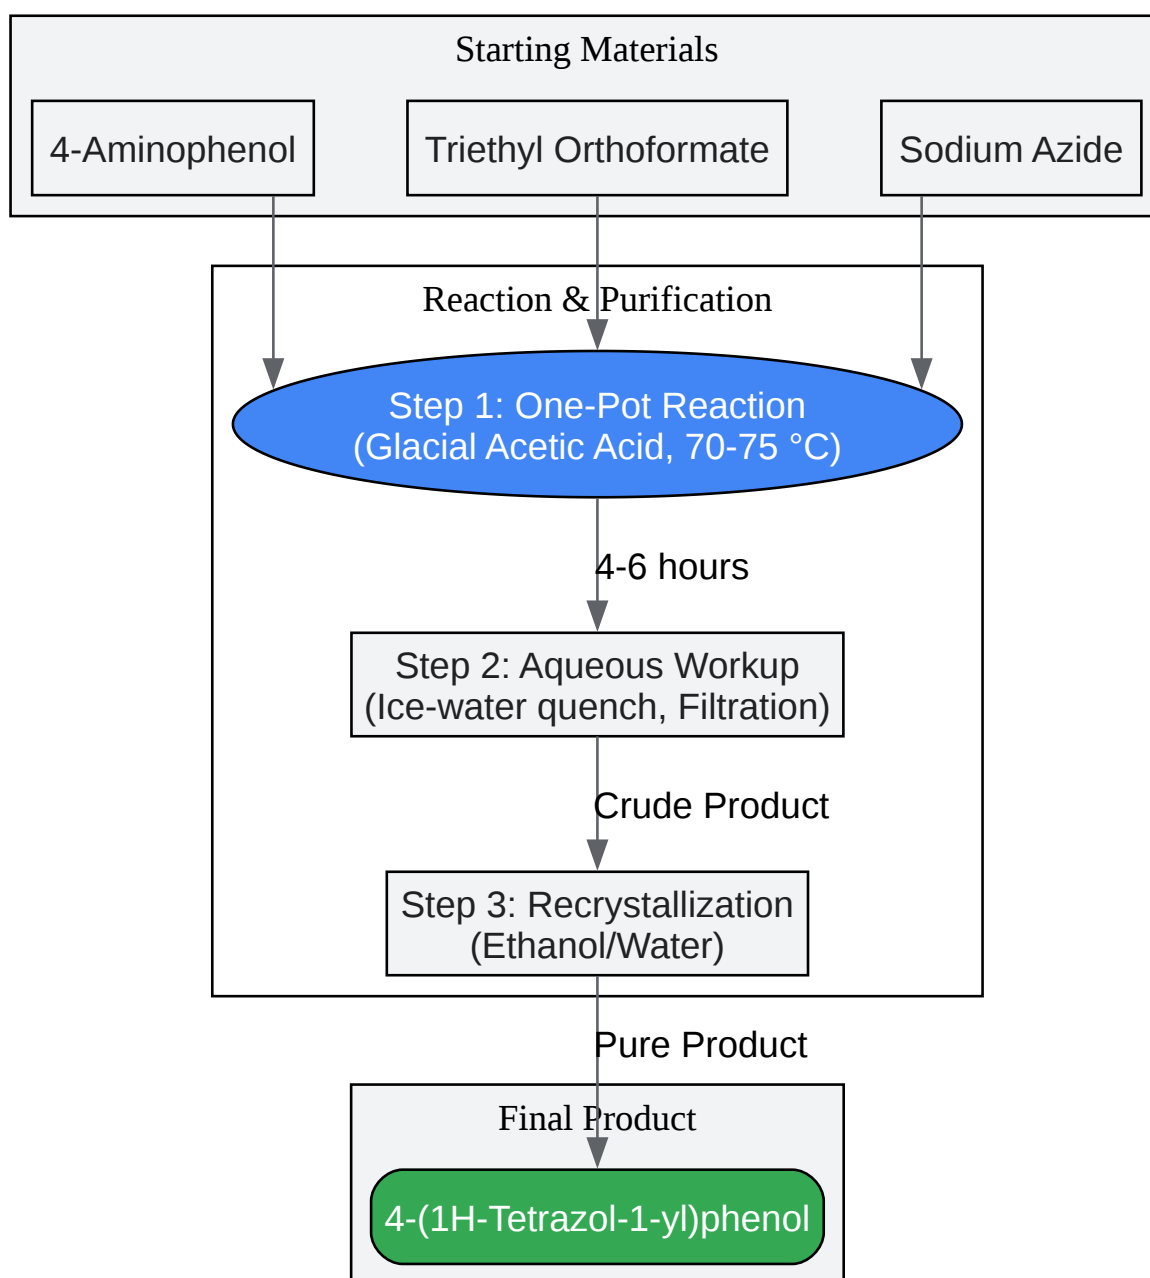 Starting Materials
4-Aminophenol
Triethyl Orthoformate
Sodium Azide
Reaction & Purification
Step 1: One-Pot Reaction
(Glacial Acetic Acid, 70-75 °C)
4-6 hours
Step 2: Aqueous Workup
(Ice-water quench, Filtration)
Crude Product
Step 3: Recrystallization
(Ethanol/Water)
Pure Product
Final Product
4-(1H-Tetrazol-1-yl)phenol